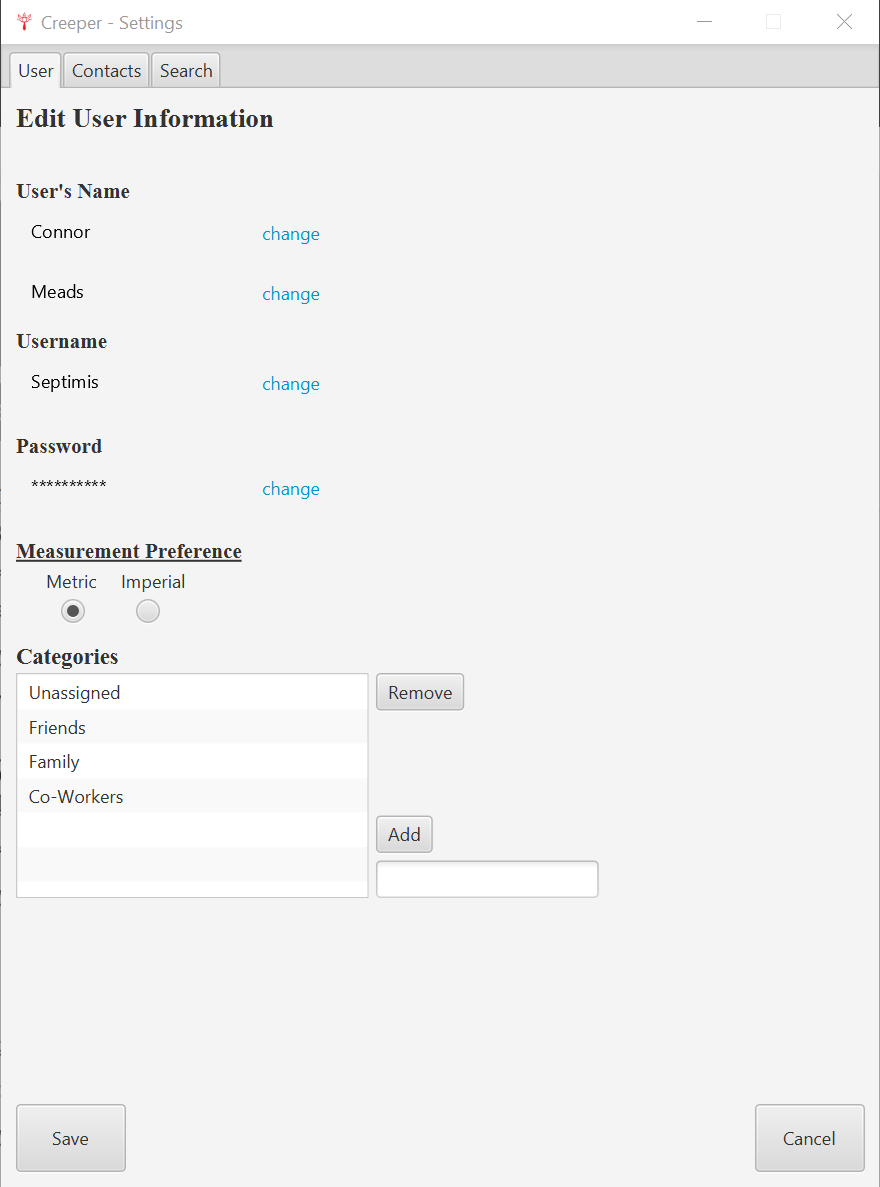 Creeper - Settings
User Contacts Search
Edit User Information
User's Name
Connor change
Meads change
Username
Septimis change
Password
********** change
Measurement Preference
Metric Imperial
Categories
Unassigned Remove
Friends
Family
Co-Workers
Add
Save Cancel